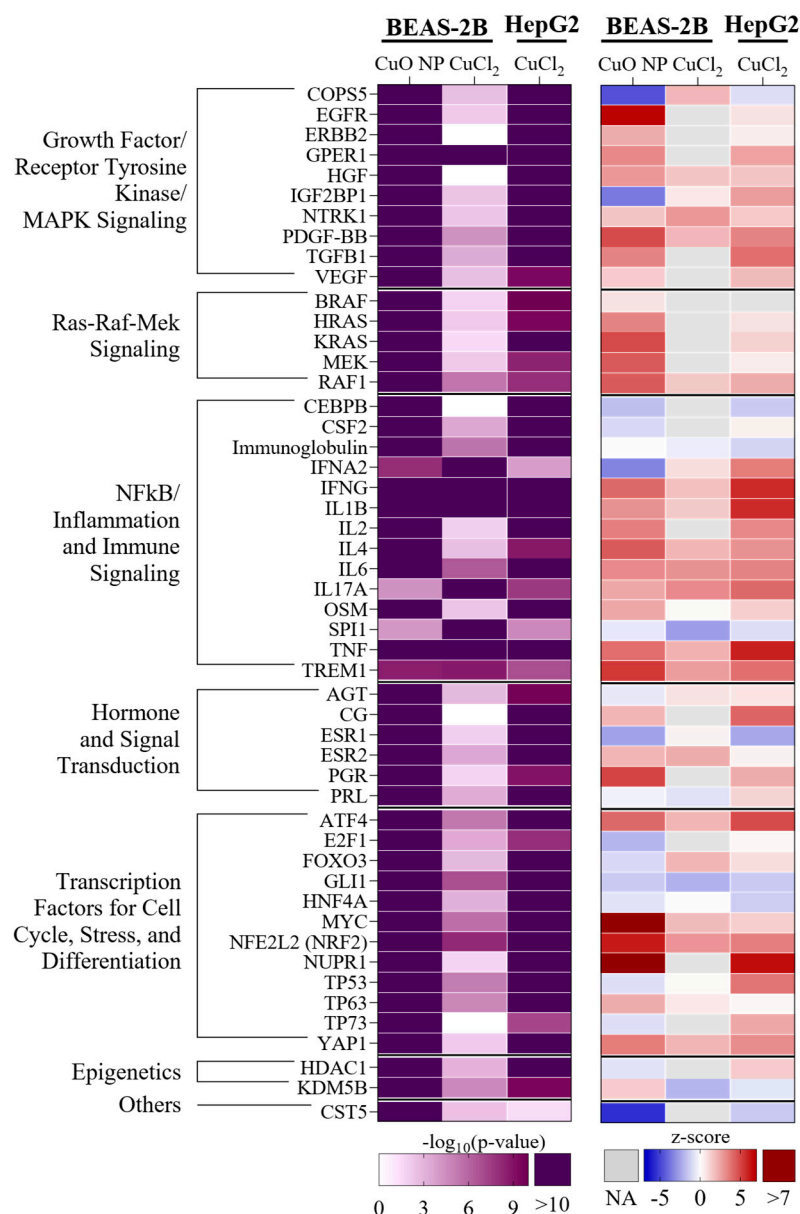 BEAS-2B HepG2 BEAS-2B HepG2
CuO NP CuCl2 CuCl2 CuO NP CuCl2 CuCl2
Growth Factor/
Receptor Tyrosine
Kinase/
MAPK Signaling
COPS5
EGFR
ERBB2
GPER1
HGF
IGF2BP1
NTRK1
PDGF-BB
TGFB1
VEGF
Ras-Raf-Mek
Signaling
BRAF
HRAS
KRAS
MEK
RAF1
NFkB/
Inflammation
and Immune
Signaling
CEBPB
CSF2
Immunoglobulin
IFNA2
IFNG
IL1B
IL2
IL4
IL6
IL17A
OSM
SPI1
TNF
TREM1
Hormone
and Signal
Transduction
AGT
CG
ESR1
ESR2
PGR
PRL
Transcription
Factors for Cell
Cycle, Stress, and
Differentiation
ATF4
E2F1
FOXO3
GLI1
HNF4A
MYC
NFE2L2 (NRF2)
NUPR1
TP53
TP63
TP73
YAP1
Epigenetics
HDAC1
KDM5B
Others
CST5
-log10(p-value)
0 3 6 9 >10
z-score
NA -5 0 5 >7